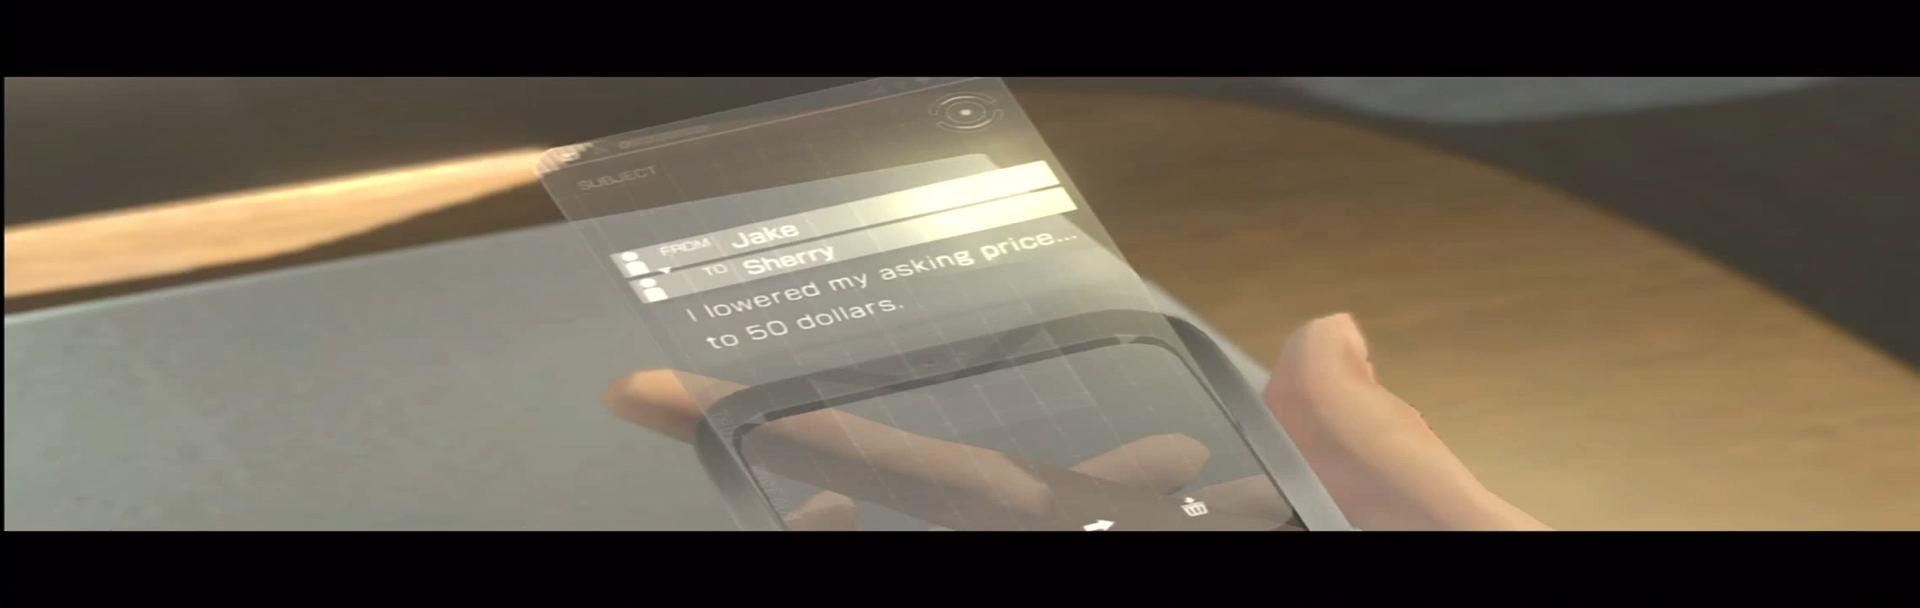 SUBJECT
FROM Jake
TO Sherry
I lowered my asking price...
to 50 dollars.